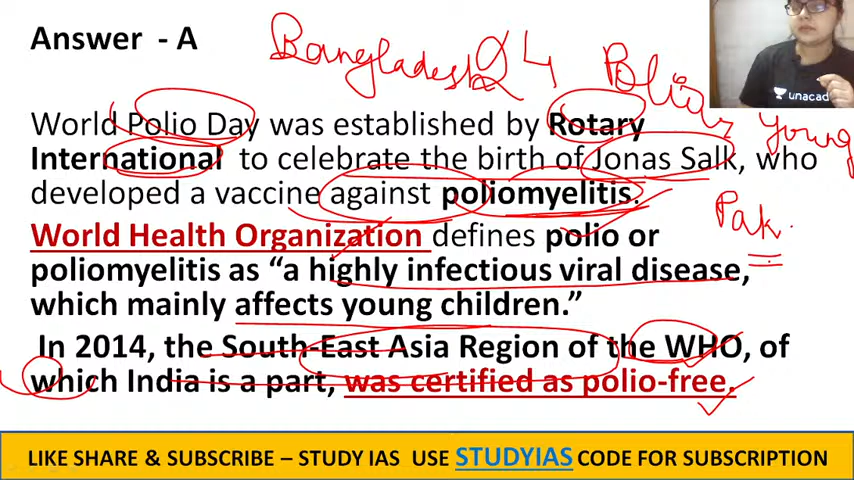 Answer - A
Bangladesh 24 Polio
unacad
World Polio Day was established by Rotary young
International to celebrate the birth of Jonas Salk, who
developed a vaccine against poliomyelitis.
Pak.
World Health Organization defines polio or
poliomyelitis as “a highly infectious viral disease,
which mainly affects young children.”
In 2014, the South-East Asia Region of the WHO, of
which India is a part, was certified as polio-free.
LIKE SHARE & SUBSCRIBE – STUDY IAS USE STUDYIAS CODE FOR SUBSCRIPTION